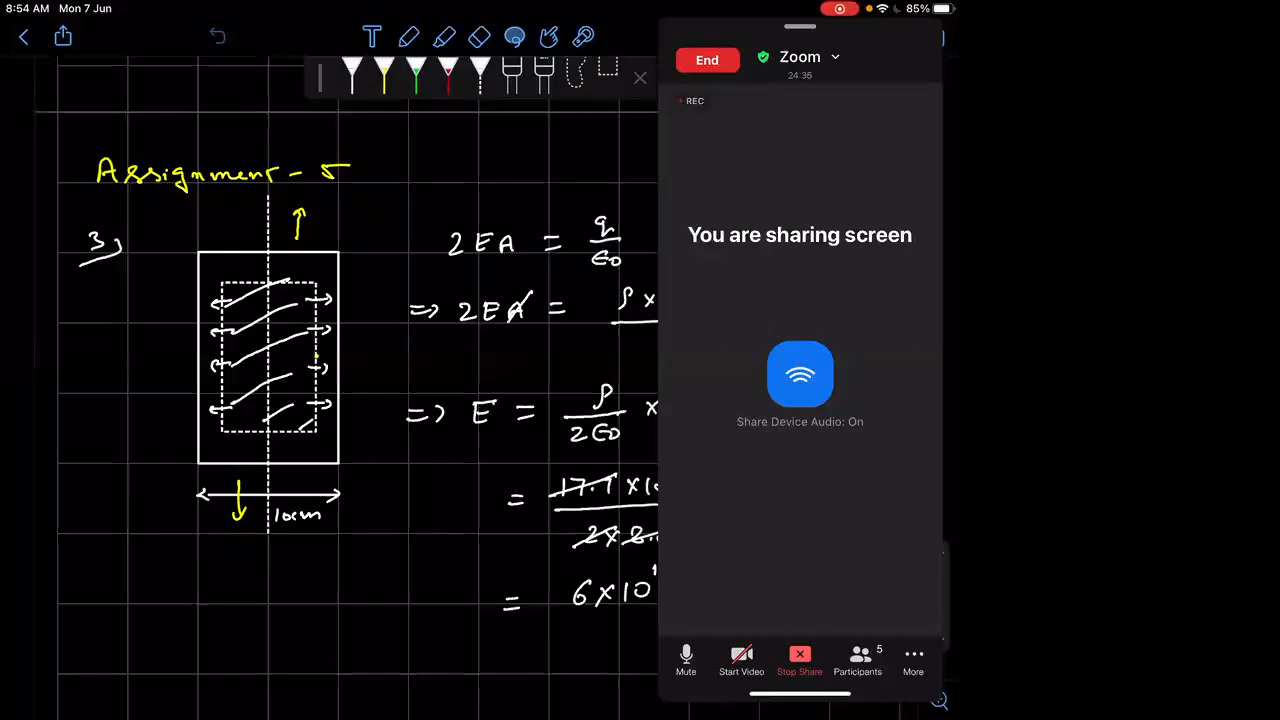 8:54 AM Mon 7 Jun
85%
End
Zoom
24:35
REC
You are sharing screen
Share Device Audio: On
Mute
Start Video
Stop Share
Participants
5
More
Assignment - 5
3)
10cm
2EA = q/ε0
⇒ 2EA = ρ×
⇒ E = ρ/2ε0 ×
= 17.7 ×10
2×8.
= 6×10